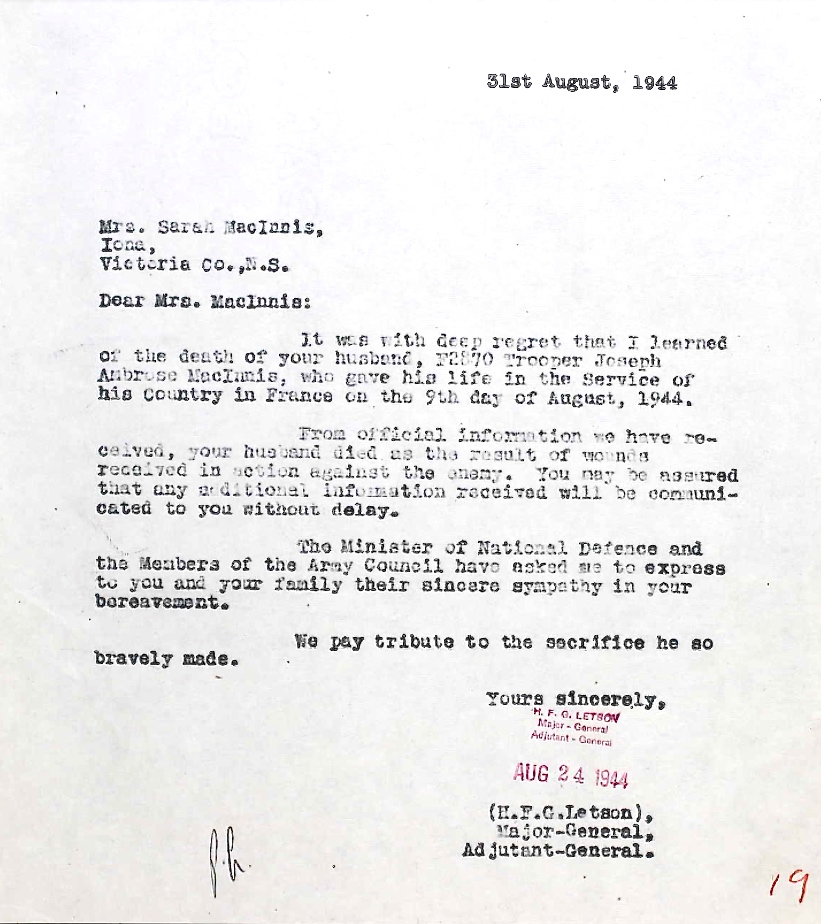 31st August, 1944
Mrs. Sarah MacInnis,
Iona,
Victoria Co.,N.S.
Dear Mrs. MacInnis:
It was with deep regret that I learned
of the death of your husband, F2870 Trooper Joseph
Ambrose MacInnis, who gave his life in the Service of
his Country in France on the 9th day of August, 1944.
From official information we have re-
ceived, your husband died as the result of wounds
received in action against the enemy. You may be assured
that any additional information received will be communi-
cated to you without delay.
The Minister of National Defence and
the Members of the Army Council have asked me to express
to you and your family their sincere sympathy in your
bereavement.
We pay tribute to the sacrifice he so
bravely made.
Yours sincerely,
H. F. G. LETSON
Major - General
Adjutant - General
AUG 24 1944
(H.F.G.Letson),
Major-General,
Adjutant-General.
19